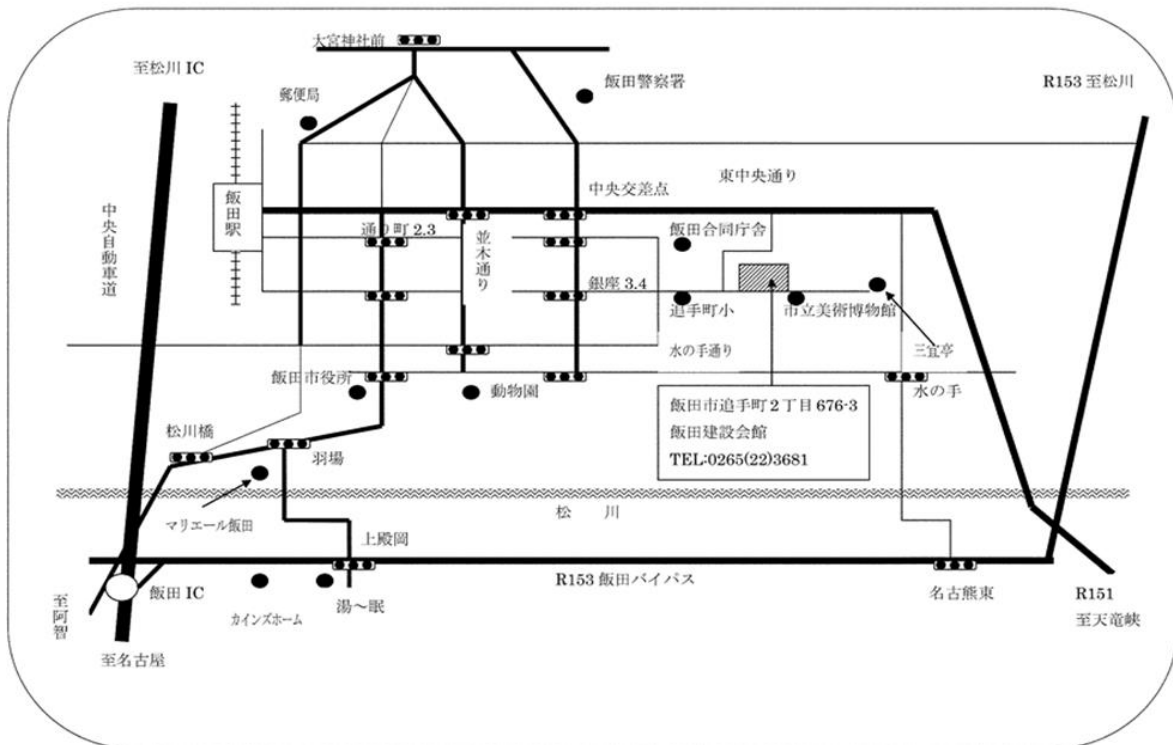 大宮神社前
至松川 IC
飯田警察署
R153 至松川
郵便局
東中央通り
中央交差点
飯田駅
中央自動車道
通り町 2.3
並木通り
飯田合同庁舎
銀座 3.4
追手町小
市立美術博物館
水の手通り
三宜亭
飯田市役所
動物園
水の手
飯田市追手町 2 丁目 676-3
飯田建設会館
TEL:0265(22)3681
松川橋
羽場
マリエール飯田
松　川
上殿岡
飯田 IC
R153 飯田バイパス
名古熊東
R151
至天竜峡
至阿智
カインズホーム
湯～眠
至名古屋